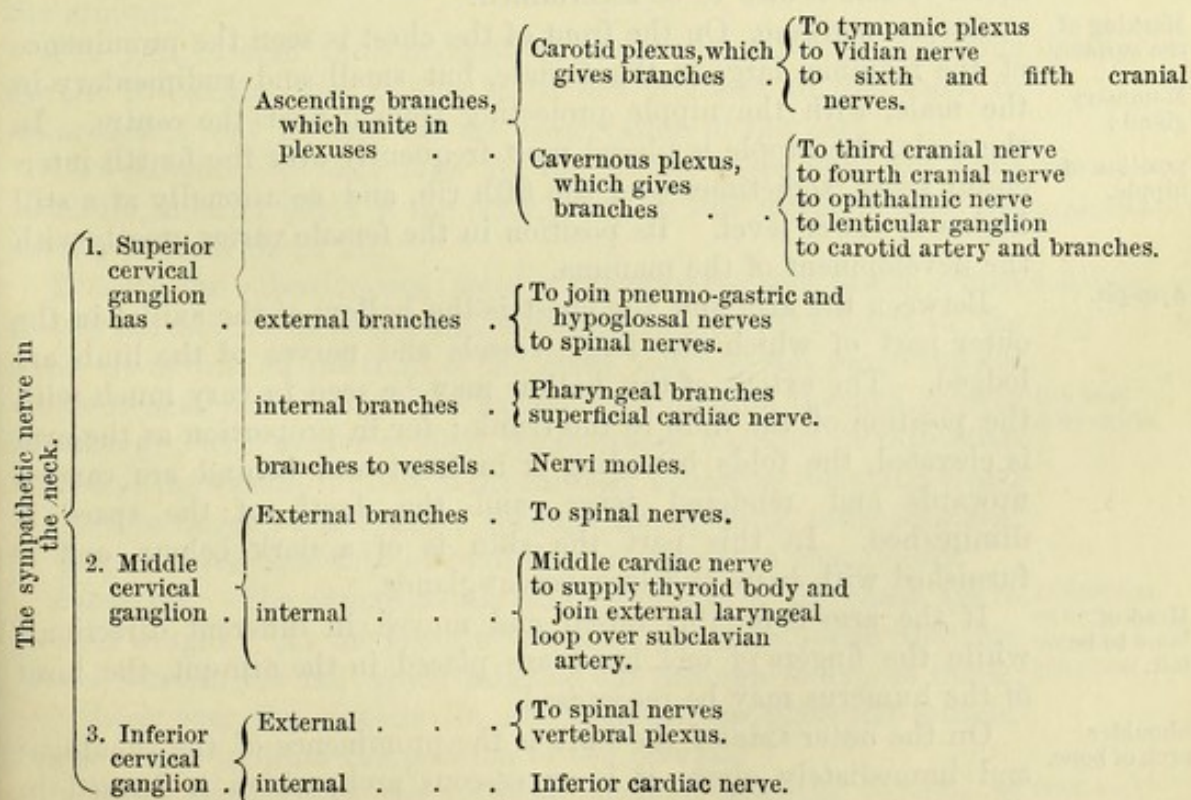 The sympathetic nerve in
the neck.
1. Superior
cervical
ganglion
has . .
Ascending branches,
which unite in
plexuses . .
Carotid plexus, which
gives branches .
To tympanic plexus
to Vidian nerve
to sixth and fifth cranial
nerves.
Cavernous plexus,
which gives
branches . .
To third cranial nerve
to fourth cranial nerve
to ophthalmic nerve
to lenticular ganglion
to carotid artery and branches.
external branches .
To join pneumo-gastric and
hypoglossal nerves
to spinal nerves.
internal branches .
Pharyngeal branches
superficial cardiac nerve.
branches to vessels . Nervi molles.
2. Middle
cervical
ganglion .
External branches . To spinal nerves.
internal . . .
Middle cardiac nerve
to supply thyroid body and
join external laryngeal
loop over subclavian
artery.
3. Inferior
cervical
ganglion .
External . . .
To spinal nerves
vertebral plexus.
internal . . . Inferior cardiac nerve.